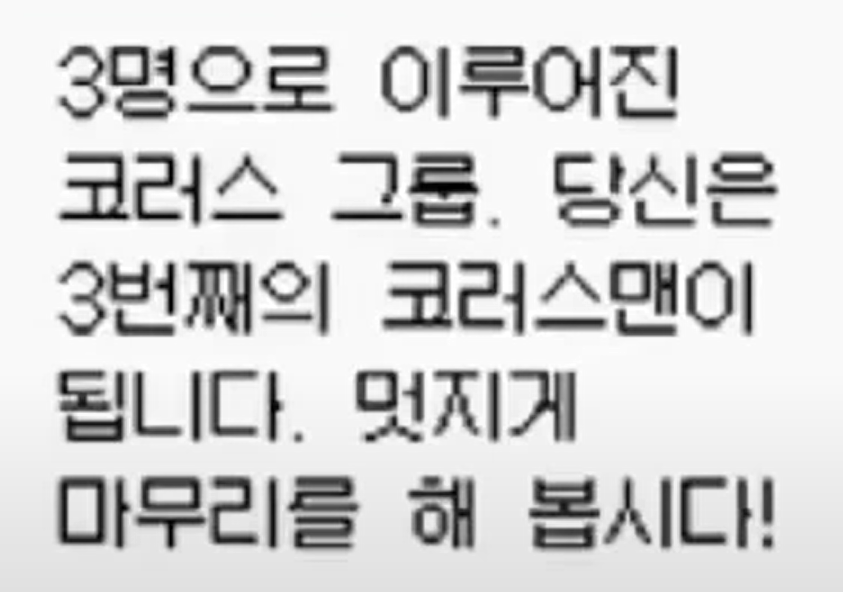 3명으로 이루어진
코러스 그룹. 당신은
3번째의 코러스맨이
됩니다. 멋지게
마무리를 해 봅시다!